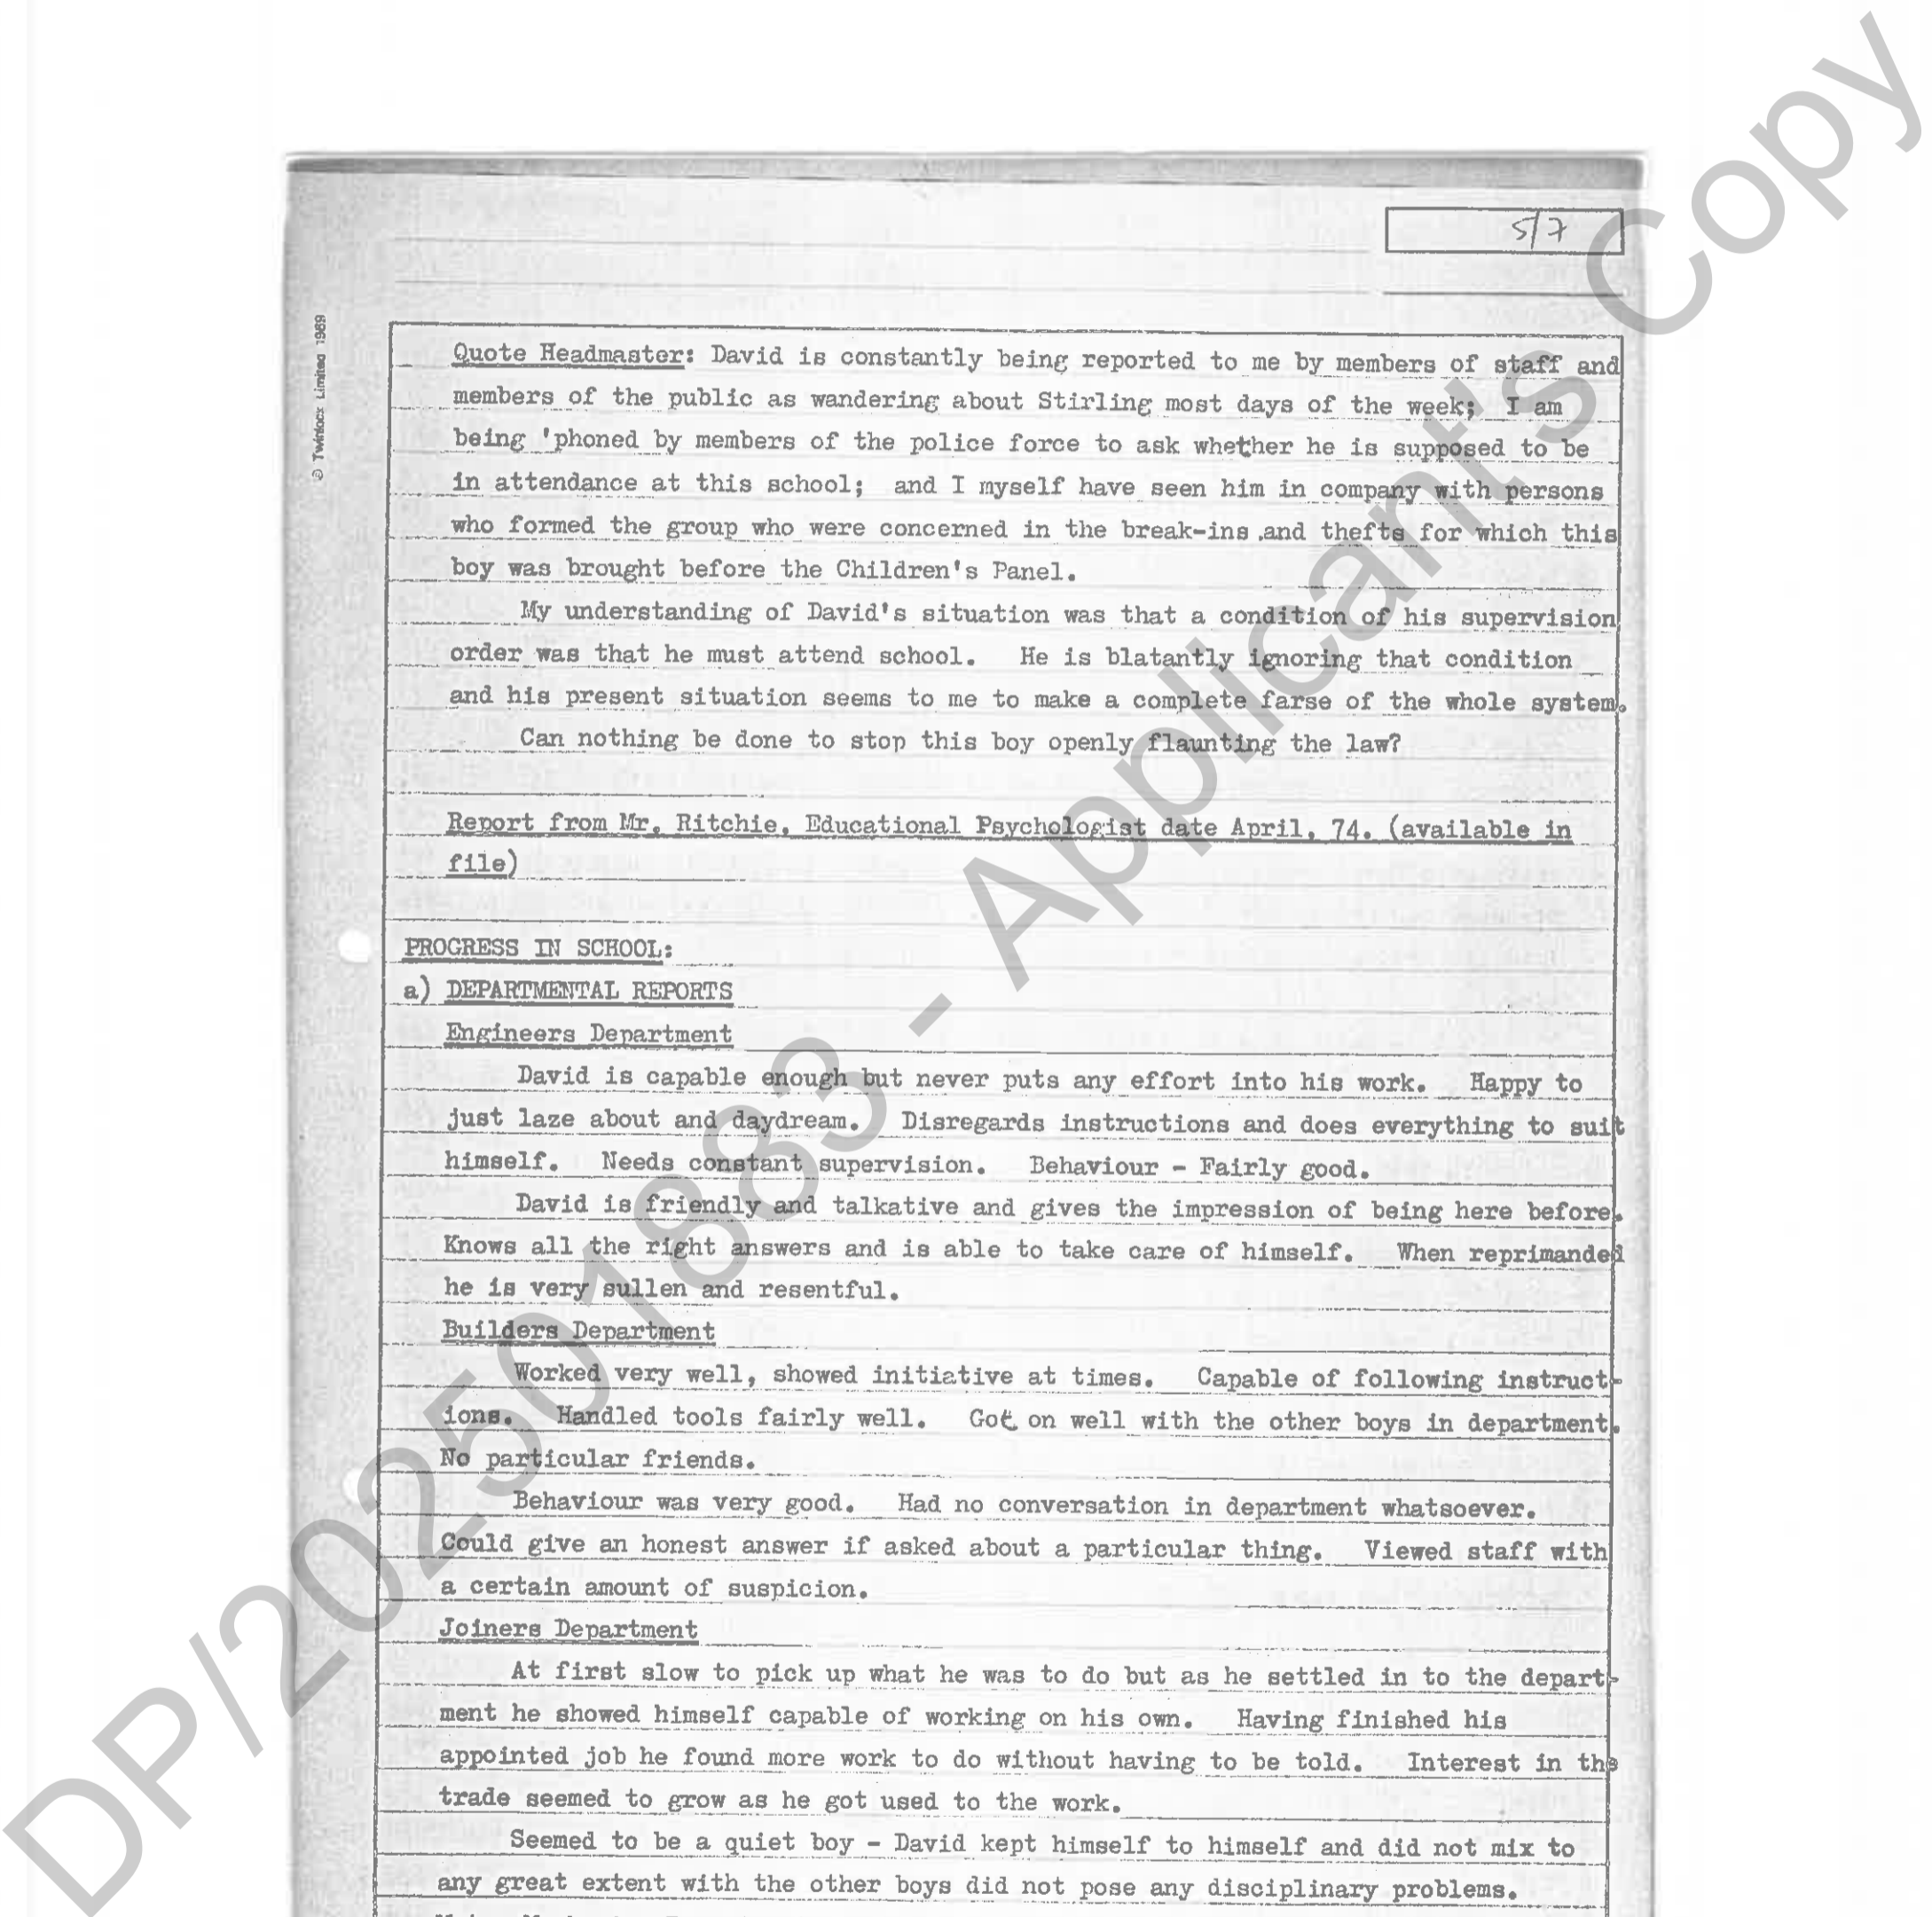 5/7
© Twinlock Limited 1969
Quote Headmaster: David is constantly being reported to me by members of staff and
members of the public as wandering about Stirling most days of the week; I am
being 'phoned by members of the police force to ask whether he is supposed to be
in attendance at this school; and I myself have seen him in company with persons
who formed the group who were concerned in the break-ins ,and thefts for which this
boy was brought before the Children's Panel.
My understanding of David's situation was that a condition of his supervision
order was that he must attend school. He is blatantly ignoring that condition
and his present situation seems to me to make a complete farse of the whole system.
Can nothing be done to stop this boy openly flaunting the law?
Report from Mr. Ritchie, Educational Psychologist date April, 74. (available in
file)
PROGRESS IN SCHOOL:
a) DEPARTMENTAL REPORTS
Engineers Department
David is capable enough but never puts any effort into his work. Happy to
just laze about and daydream. Disregards instructions and does everything to suit
himself. Needs constant supervision. Behaviour - Fairly good.
David is friendly and talkative and gives the impression of being here before.
Knows all the right answers and is able to take care of himself. When reprimanded
he is very sullen and resentful.
Builders Department
Worked very well, showed initiative at times. Capable of following instruct-
ions. Handled tools fairly well. Got on well with the other boys in department.
No particular friends.
Behaviour was very good. Had no conversation in department whatsoever.
Could give an honest answer if asked about a particular thing. Viewed staff with
a certain amount of suspicion.
Joiners Department
At first slow to pick up what he was to do but as he settled in to the depart-
ment he showed himself capable of working on his own. Having finished his
appointed job he found more work to do without having to be told. Interest in the
trade seemed to grow as he got used to the work.
Seemed to be a quiet boy - David kept himself to himself and did not mix to
any great extent with the other boys did not pose any disciplinary problems.
DP/202501883 - Applicant's Copy